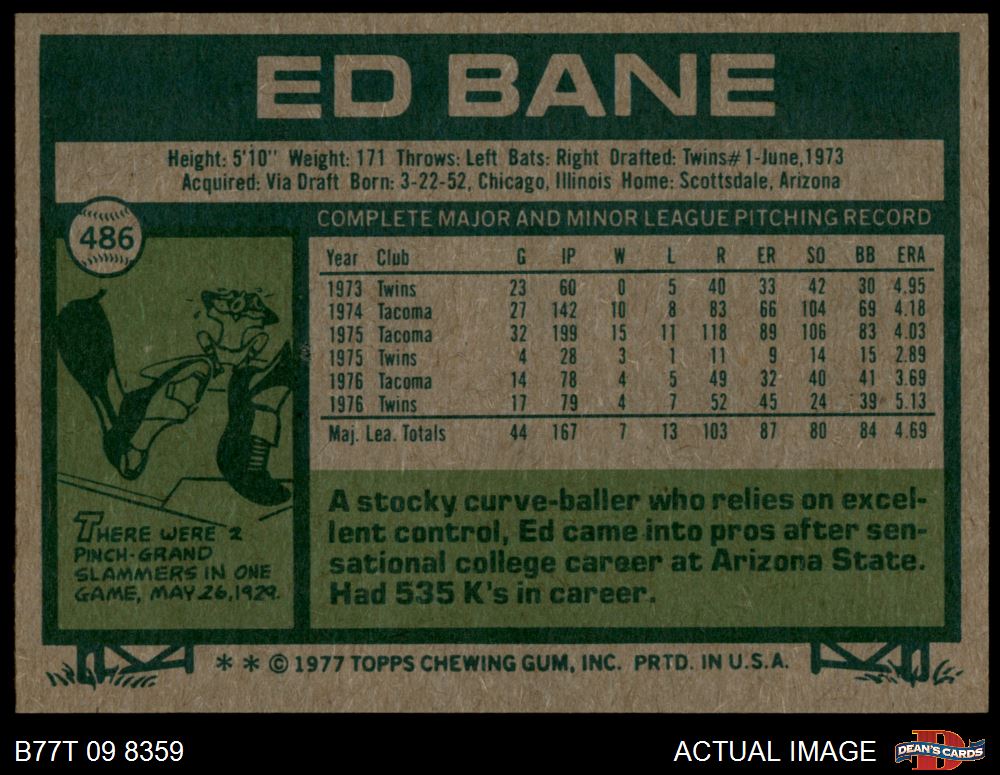 ED BANE
Height: 5'10" Weight: 171 Throws: Left Bats: Right Drafted: Twins#1-June,1973
Acquired: Via Draft Born: 3-22-52, Chicago, Illinois Home: Scottsdale, Arizona
486
COMPLETE MAJOR AND MINOR LEAGUE PITCHING RECORD
Year Club G IP W L R ER SO BB ERA
1973 Twins 23 60 0 5 40 33 42 30 4.95
1974 Tacoma 27 142 10 8 83 66 104 69 4.18
1975 Tacoma 32 199 15 11 118 89 106 83 4.03
1975 Twins 4 28 3 1 11 9 14 15 2.89
1976 Tacoma 14 78 4 5 49 32 40 41 3.69
1976 Twins 17 79 4 7 52 45 24 39 5.13
Maj. Lea. Totals 44 167 7 13 103 87 80 84 4.69
THERE WERE 2
PINCH-GRAND
SLAMMERS IN ONE
GAME, MAY 26, 1929.
A stocky curve-baller who relies on excel-
lent control, Ed came into pros after sen-
sational college career at Arizona State.
Had 535 K's in career.
* * © 1977 TOPPS CHEWING GUM, INC. PRTD. IN U.S.A.
B77T 09 8359
ACTUAL IMAGE
D
DEAN'S CARDS